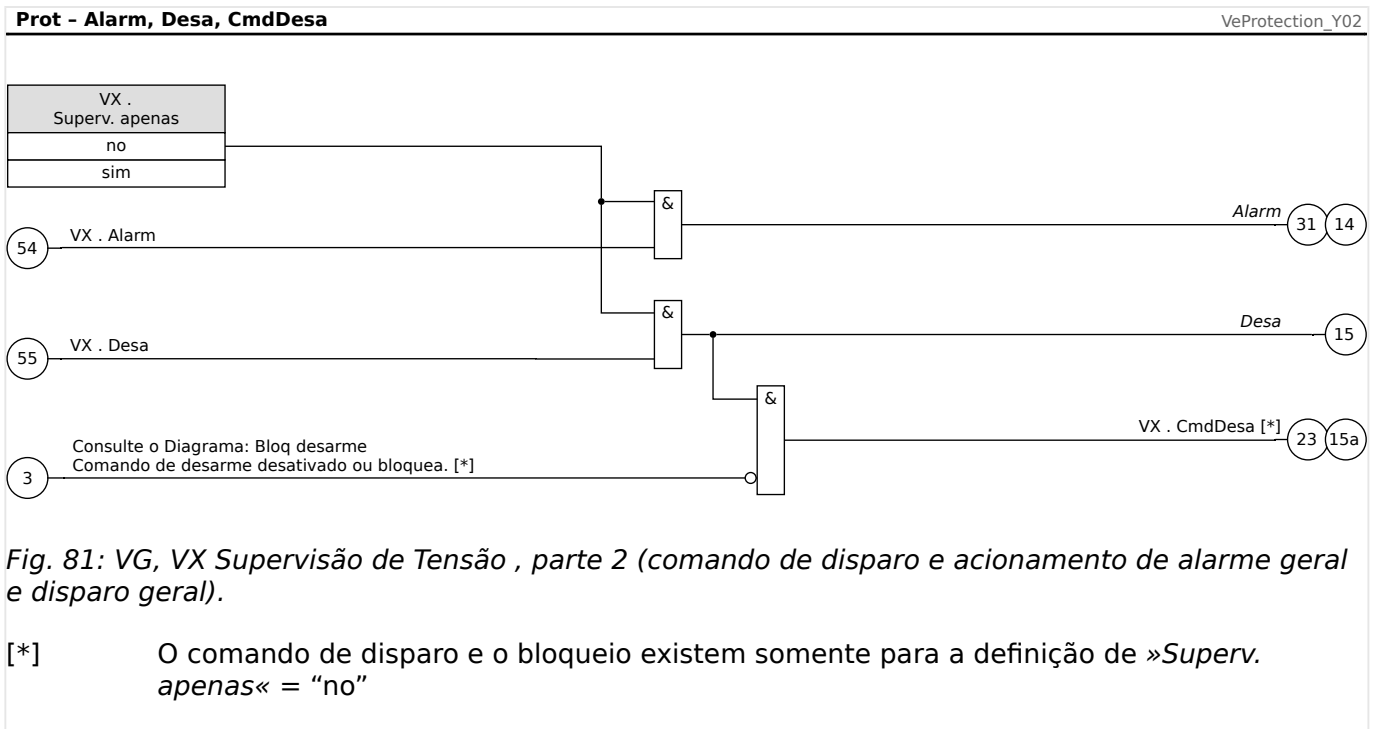 Prot – Alarm, Desa, CmdDesa
VeProtection_Y02
VX .
Superv. apenas
no
sim
&
Alarm
31
14
54
VX . Alarm
&
Desa
15
55
VX . Desa
&
VX . CmdDesa [*]
23
15a
Consulte o Diagrama: Bloq desarme
3
Comando de desarme desativado ou bloquea. [*]
Fig. 81: VG, VX Supervisão de Tensão , parte 2 (comando de disparo e acionamento de alarme geral
e disparo geral).
[*] O comando de disparo e o bloqueio existem somente para a definição de »Superv.
apenas« = “no”